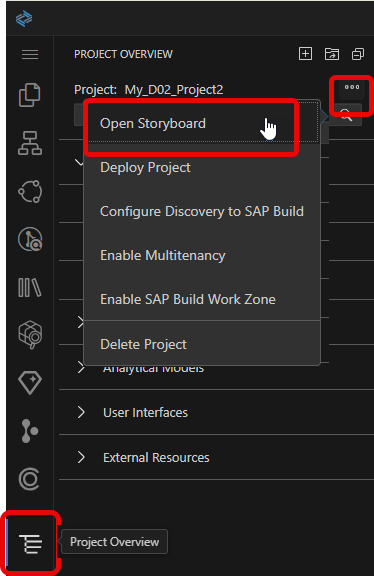 PROJECT OVERVIEW
Project: My_D02_Project2
Open Storyboard
Deploy Project
Configure Discovery to SAP Build
Enable Multitenancy
Enable SAP Build Work Zone
Delete Project
Analytical Models
User Interfaces
External Resources
Project Overview